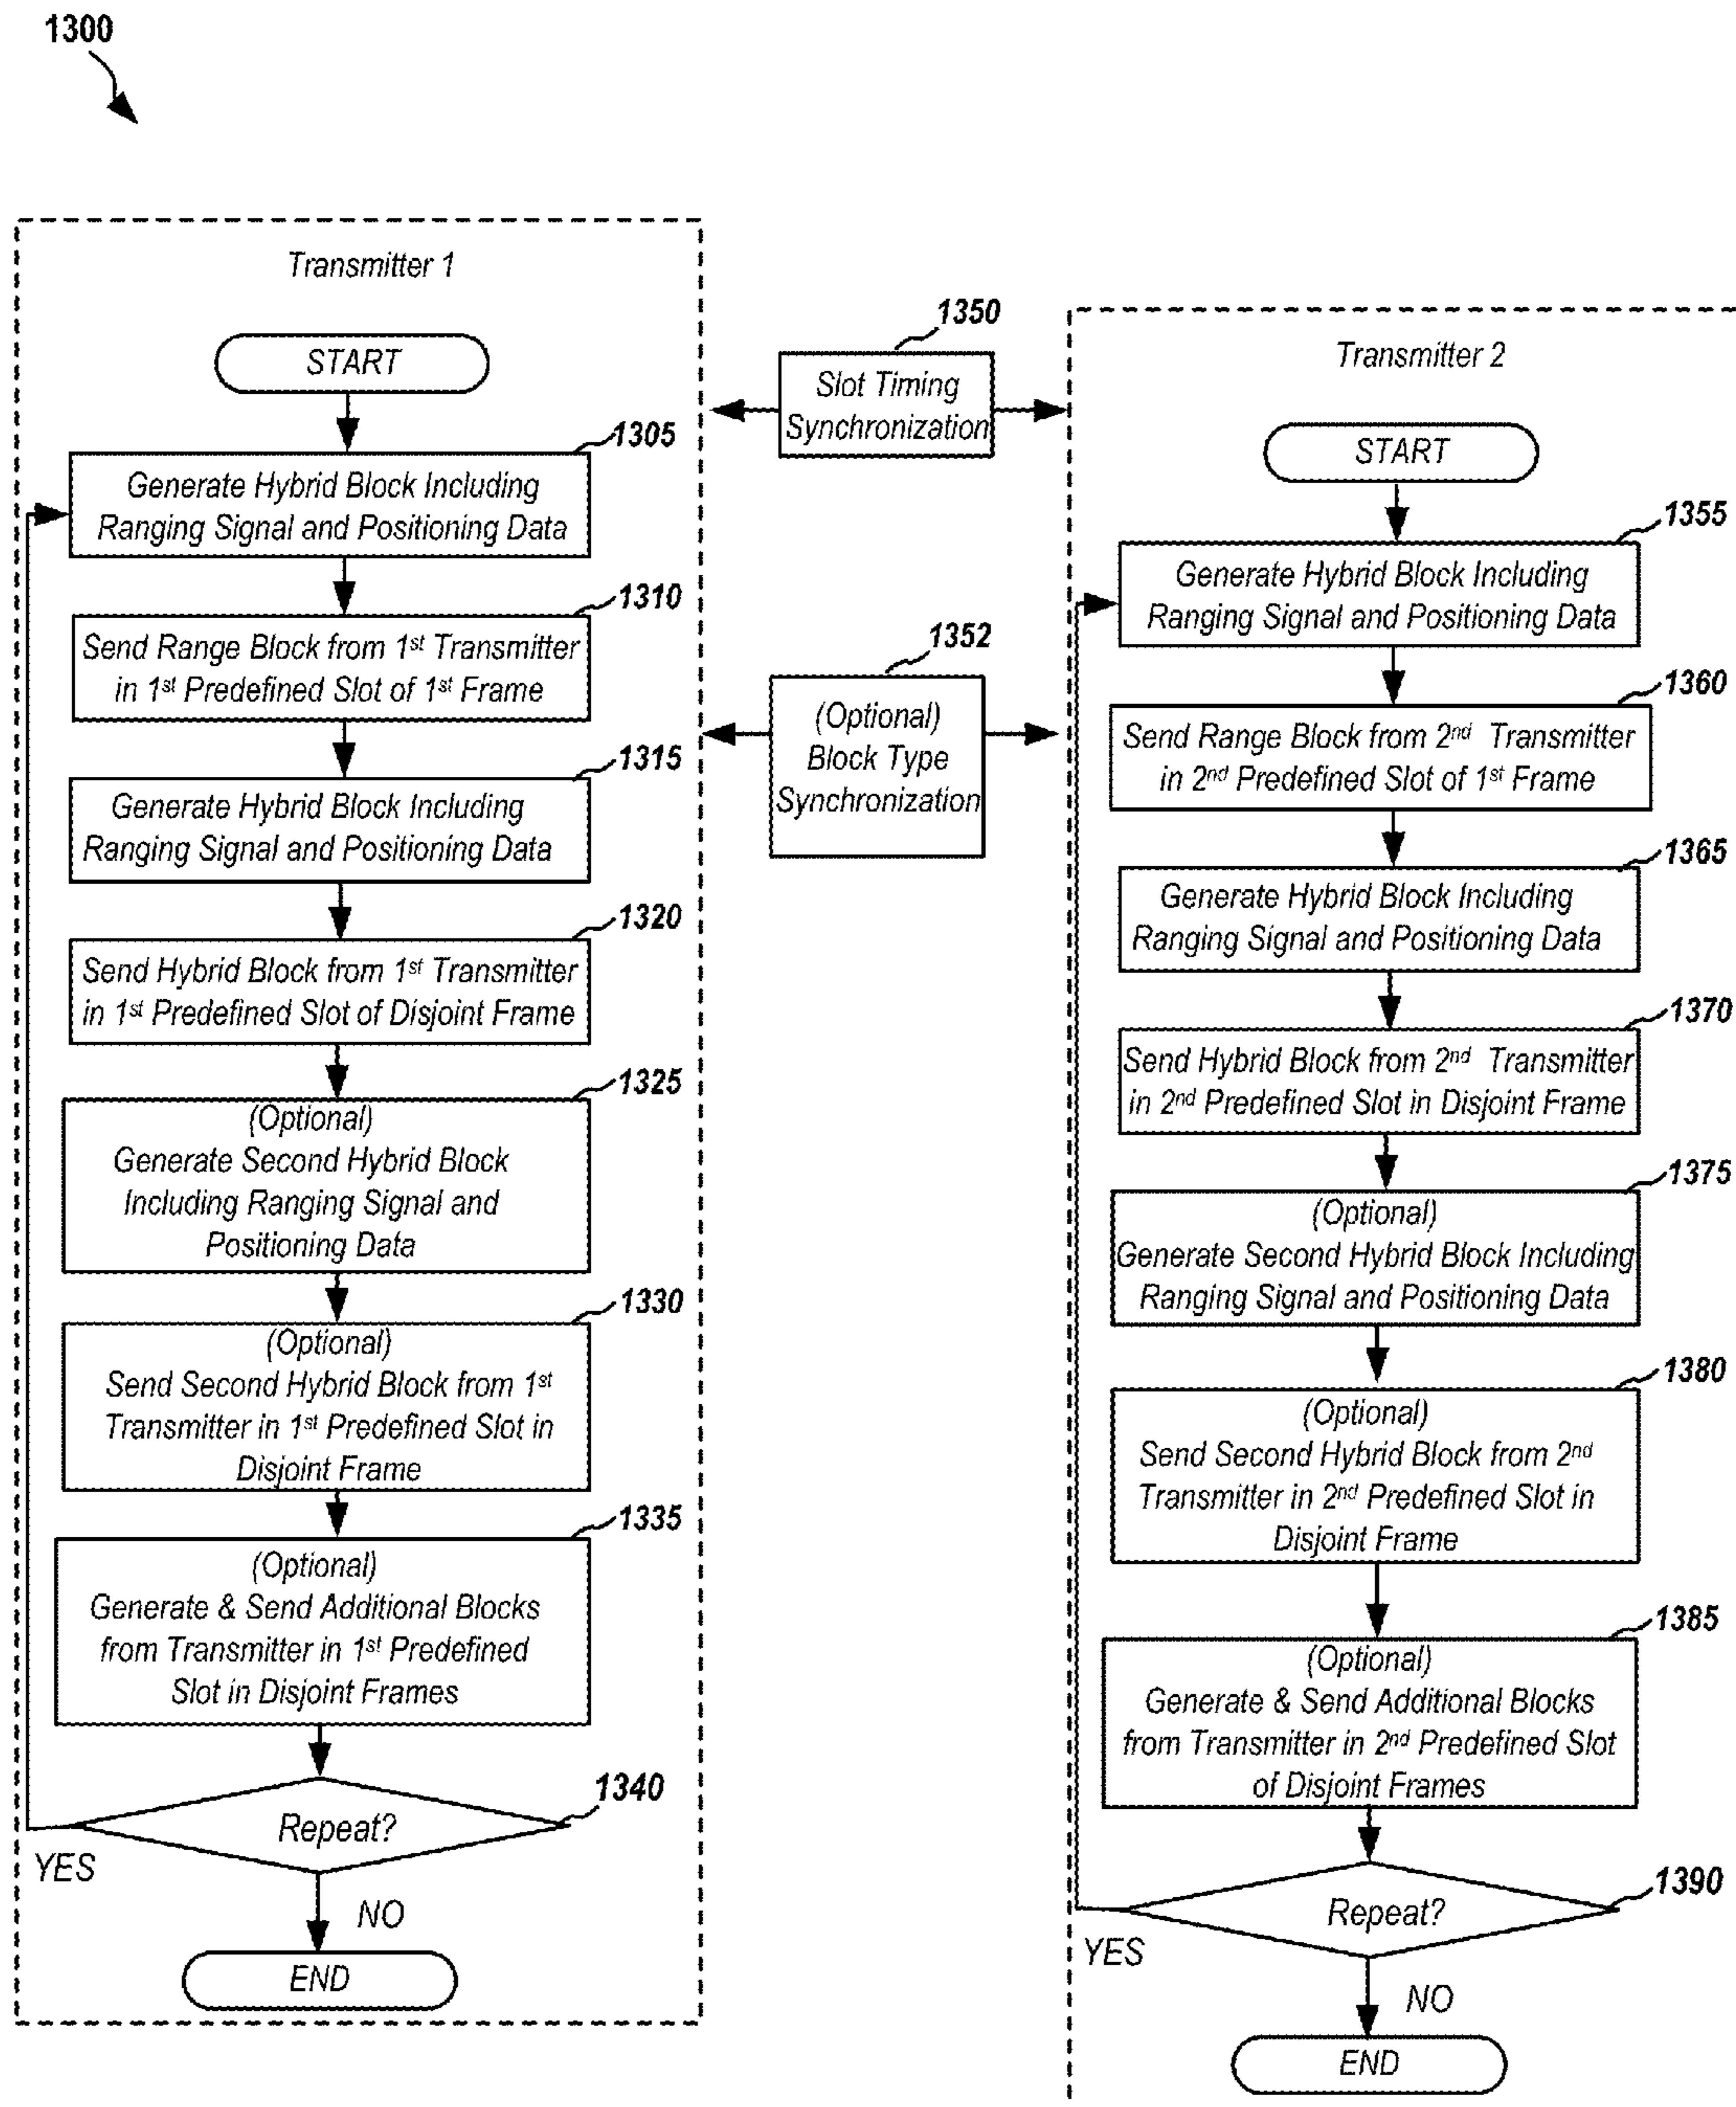 1300
Transmitter 1
START
1305
Generate Hybrid Block Including
Ranging Signal and Positioning Data
1310
Send Range Block from 1st Transmitter
in 1st Predefined Slot of 1st Frame
1315
Generate Hybrid Block Including
Ranging Signal and Positioning Data
1320
Send Hybrid Block from 1st Transmitter
in 1st Predefined Slot of Disjoint Frame
1325
(Optional)
Generate Second Hybrid Block
Including Ranging Signal and
Positioning Data
1330
(Optional)
Send Second Hybrid Block from 1st
Transmitter in 1st Predefined Slot in
Disjoint Frame
1335
(Optional)
Generate & Send Additional Blocks
from Transmitter in 1st Predefined
Slot in Disjoint Frames
1340
Repeat?
YES
NO
END
1350
Slot Timing
Synchronization
1352
(Optional)
Block Type
Synchronization
Transmitter 2
START
1355
Generate Hybrid Block Including
Ranging Signal and Positioning Data
1360
Send Range Block from 2nd Transmitter
in 2nd Predefined Slot of 1st Frame
1365
Generate Hybrid Block Including
Ranging Signal and Positioning Data
1370
Send Hybrid Block from 2nd Transmitter
in 2nd Predefined Slot in Disjoint Frame
1375
(Optional)
Generate Second Hybrid Block Including
Ranging Signal and Positioning Data
1380
(Optional)
Send Second Hybrid Block from 2nd
Transmitter in 2nd Predefined Slot in
Disjoint Frame
1385
(Optional)
Generate & Send Additional Blocks
from Transmitter in 2nd Predefined Slot
of Disjoint Frames
1390
Repeat?
YES
NO
END